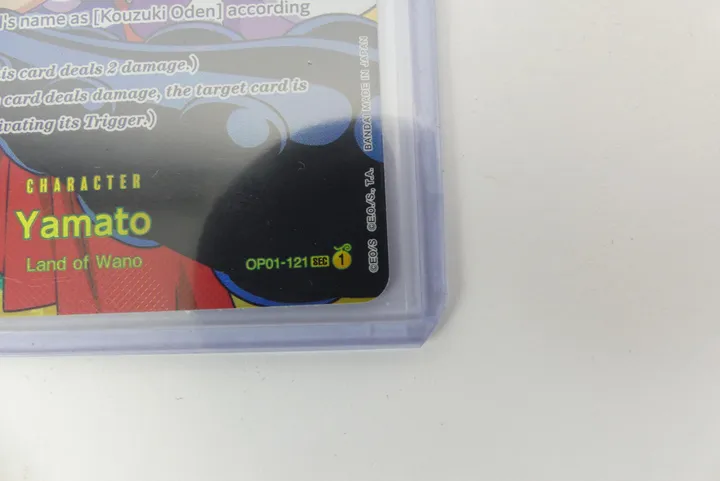 l's name as [Kouzuki Oden] according
is card deals 2 damage.)
card deals damage, the target card is
ivating its Trigger.)
CHARACTER
Yamato
Land of Wano
OP01-121 SEC 1
©EO/S ©E.O./S., T.A. BANDAI MADE IN JAPAN